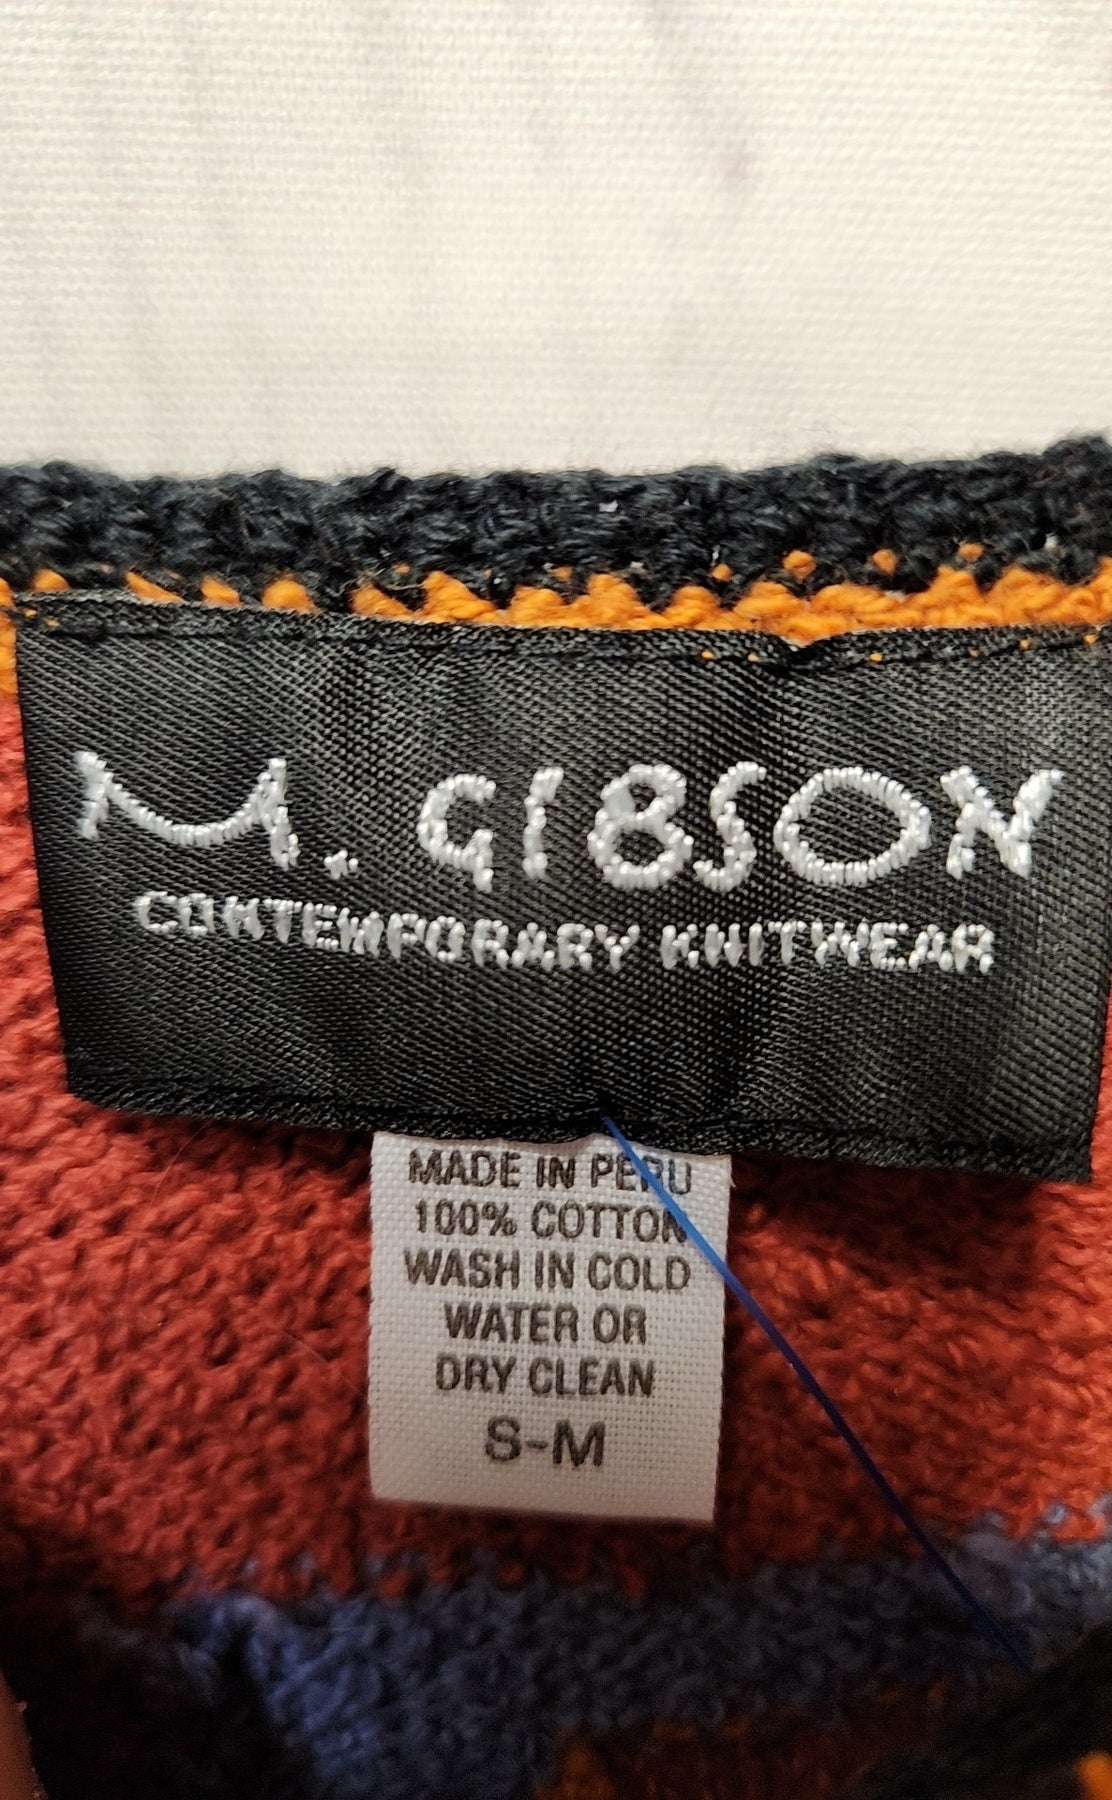 M. GIBSON
CONTEMPORARY KNITWEAR
MADE IN PERU
100% COTTON
WASH IN COLD
WATER OR
DRY CLEAN
S-M